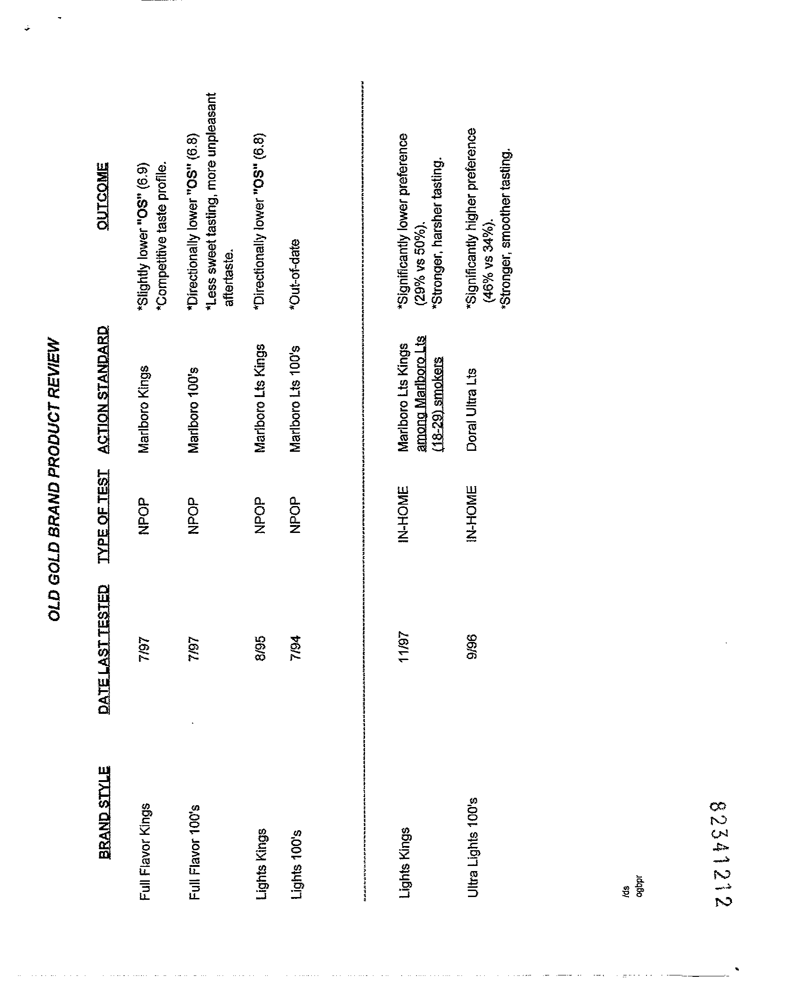 OLD GOLD BRAND PRODUCT REVIEW
BRAND STYLE DATE LAST TESTED TYPE OF TEST ACTION STANDARD OUTCOME
Full Flavor Kings 7/97 NPOP Marlboro Kings *Slightly lower "OS" (6.9)
*Competitive taste profile.
Full Flavor 100's 7/97 NPOP Marlboro 100's *Directionally lower "OS" (6.8)
*Less sweet tasting, more unpleasant
aftertaste.
Lights Kings 8/95 NPOP Marlboro Lts Kings *Directionally lower "OS" (6.8)
Lights 100's 7/94 NPOP Marlboro Lts 100's *Out-of-date
Lights Kings 11/97 IN-HOME Marlboro Lts Kings *Significantly lower preference
among Marlboro Lts (29% vs 50%).
(18-29) smokers *Stronger, harsher tasting.
Ultra Lights 100's 9/96 IN-HOME Doral Ultra Lts *Significantly higher preference
(46% vs 34%).
*Stronger, smoother tasting.
/ds
ogbpr
82341212